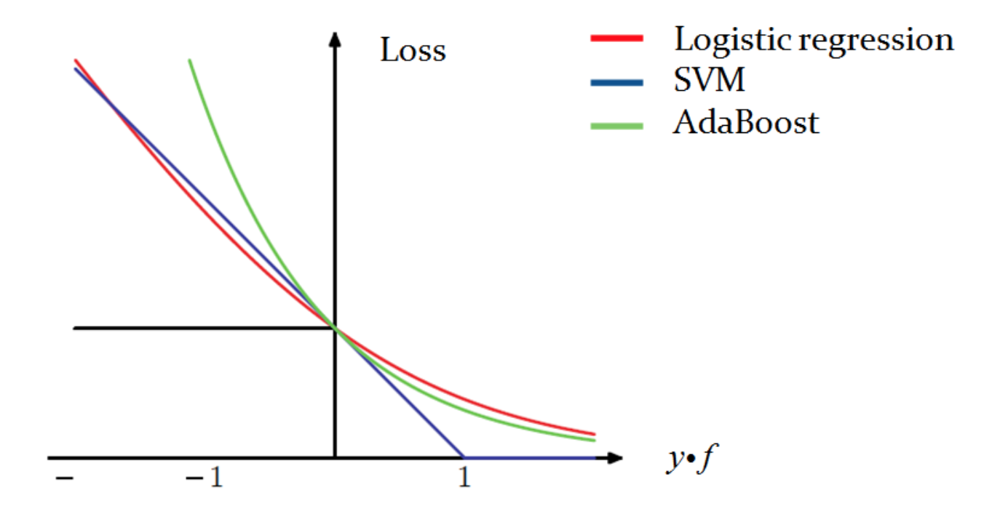 Loss
Logistic regression
SVM
AdaBoost
y•f
– –1 1